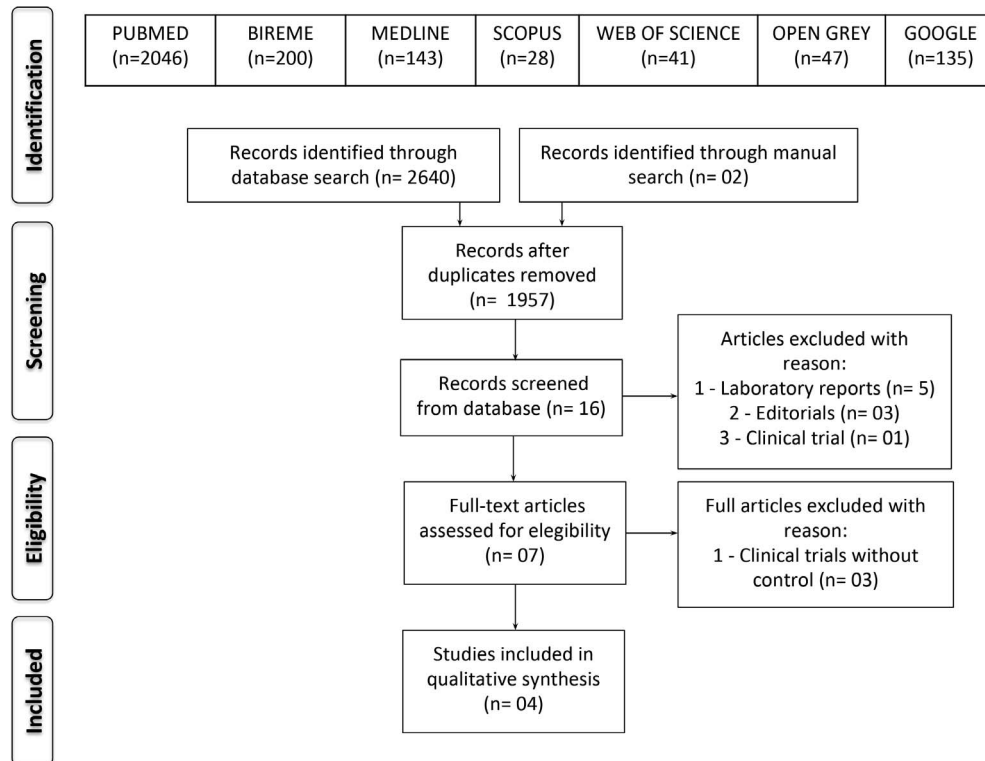 PUBMED
(n=2046)
BIREME
(n=200)
MEDLINE
(n=143)
SCOPUS
(n=28)
WEB OF SCIENCE
(n=41)
OPEN GREY
(n=47)
GOOGLE
(n=135)
Identification
Records identified through
database search (n= 2640)
Records identified through manual
search (n= 02)
Screening
Records after
duplicates removed
(n= 1957)
Records screened
from database (n= 16)
Articles excluded with
reason:
1 - Laboratory reports (n= 5)
2 - Editorials (n= 03)
3 - Clinical trial (n= 01)
Eligibility
Full-text articles
assessed for elegibility
(n= 07)
Full articles excluded with
reason:
1 - Clinical trials without
control (n= 03)
Included
Studies included in
qualitative synthesis
(n= 04)